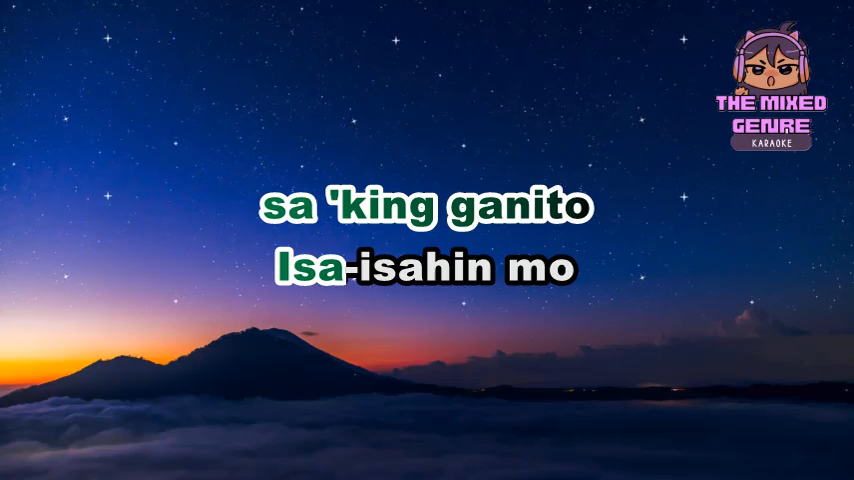 THE MIXED
GENRE
KARAOKE
sa 'king ganito
Isa-isahin mo